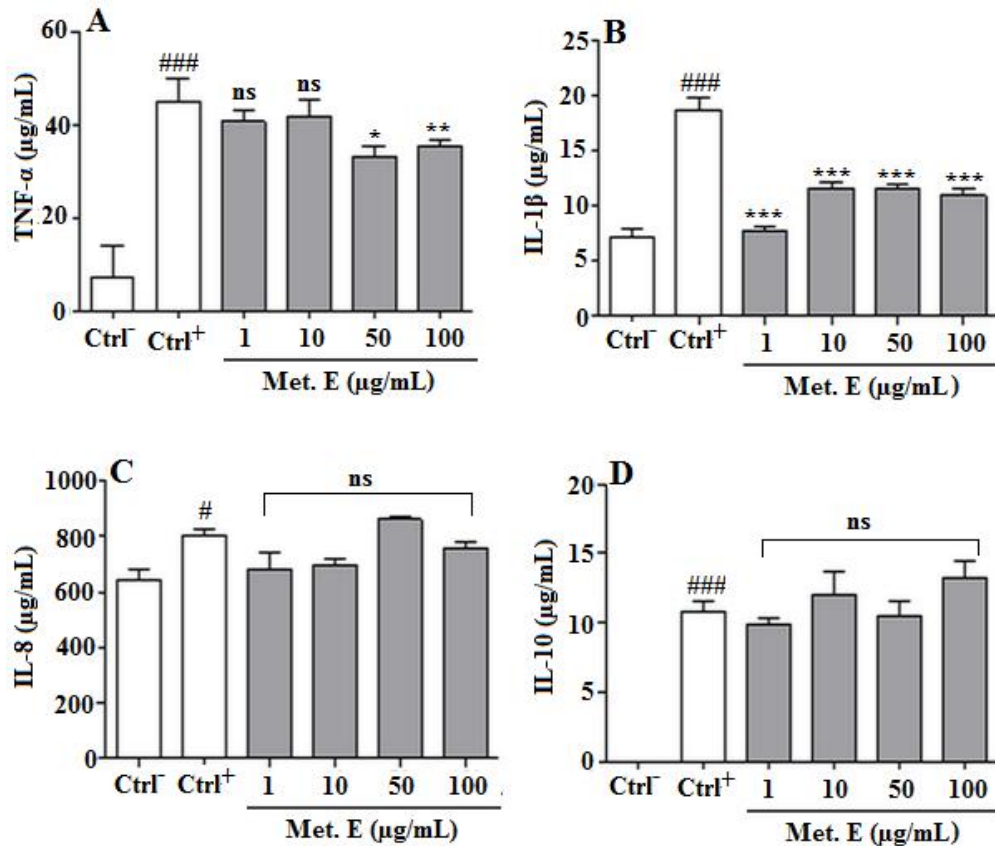 A
TNF-α (µg/mL)
60
40
20
0
###
ns
ns
*
**
Ctrl⁻
Ctrl⁺
1
10
50
100
Met. E (µg/mL)
B
IL-1β (µg/mL)
25
20
15
10
5
0
###
***
***
***
***
Ctrl⁻
Ctrl⁺
1
10
50
100
Met. E (µg/mL)
C
IL-8 (µg/mL)
1000
800
600
400
200
0
#
ns
Ctrl⁻
Ctrl⁺
1
10
50
100
Met. E (µg/mL)
D
IL-10 (µg/mL)
20
15
10
5
0
###
ns
Ctrl⁻
Ctrl⁺
1
10
50
100
Met. E (µg/mL)